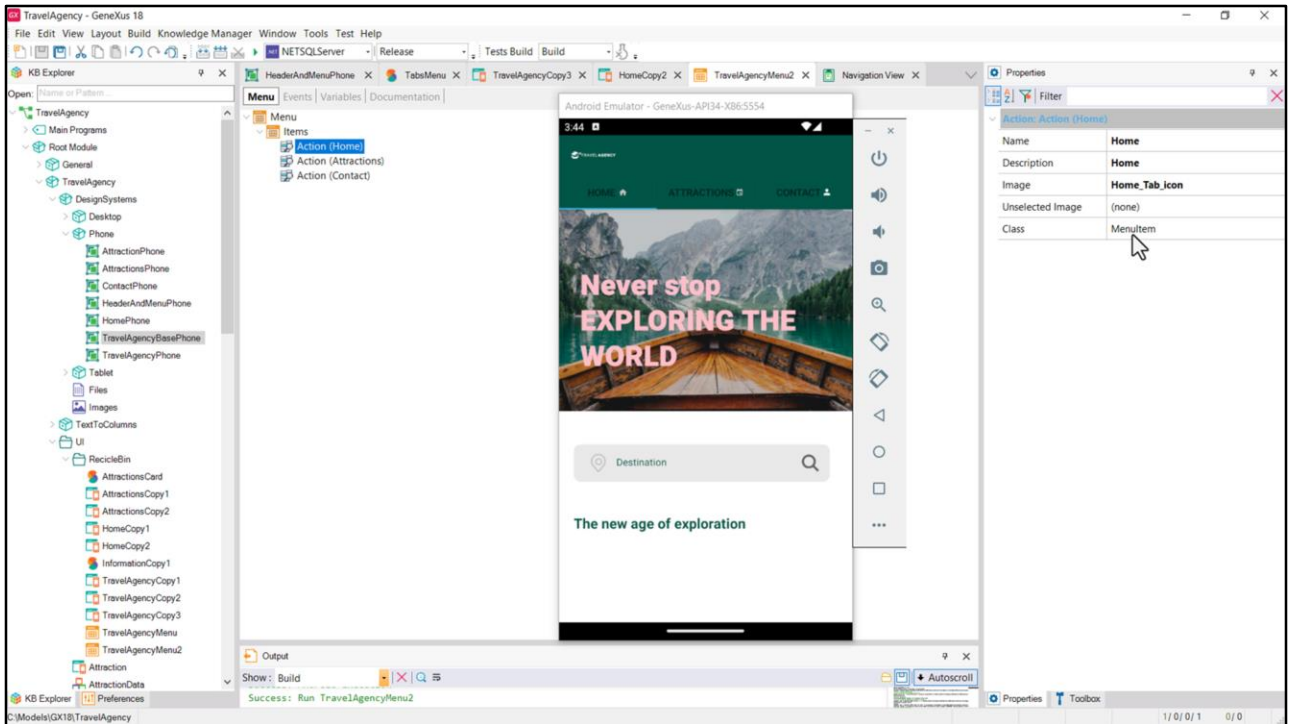 TravelAgency - GeneXus 18
File Edit View Layout Build Knowledge Manager Window Tools Test Help
NETSQLServer Release Tests Build Build
KB Explorer
Open: Name or Pattern...
TravelAgency
Main Programs
Root Module
General
TravelAgency
DesignSystems
Desktop
Phone
AttractionPhone
AttractionsPhone
ContactPhone
HeaderAndMenuPhone
HomePhone
TravelAgencyBasePhone
TravelAgencyPhone
Tablet
Files
Images
TextToColumns
UI
RecicleBin
AttractionsCard
AttractionsCopy1
AttractionsCopy2
HomeCopy1
HomeCopy2
InformationCopy1
TravelAgencyCopy1
TravelAgencyCopy2
TravelAgencyCopy3
TravelAgencyMenu
TravelAgencyMenu2
Attraction
AttractionData
KB Explorer Preferences
C:\Models\GX18\TravelAgency
HeaderAndMenuPhone TabsMenu TravelAgencyCopy3 HomeCopy2 TravelAgencyMenu2 Navigation View
Menu Events Variables Documentation
Menu
Items
Action (Home)
Action (Attractions)
Action (Contact)
Android Emulator - GeneXus-API34-X86:5554
3:44
TRAVEL AGENCY
HOME ATTRACTIONS CONTACT
Never stop
EXPLORING THE
WORLD
Destination
The new age of exploration
Output
Show: Build Autoscroll
Success: Run TravelAgencyMenu2
Properties
Filter
Action: Action (Home)
Name Home
Description Home
Image Home_Tab_icon
Unselected Image (none)
Class MenuItem
Properties Toolbox
1/0/0/1 0/0